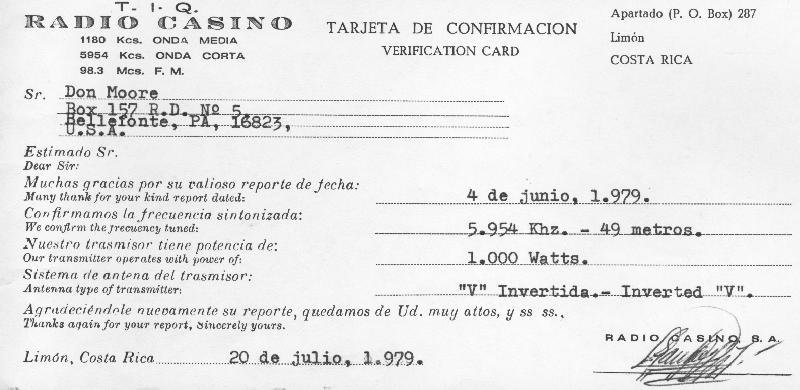 T. I. Q.
RADIO CASINO
1180 Kcs. ONDA MEDIA
5954 Kcs. ONDA CORTA
98.3 Mcs. F. M.
TARJETA DE CONFIRMACION
VERIFICATION CARD
Apartado (P. O. Box) 287
Limón
COSTA RICA
Sr. Don Moore
Box 157 R.D. Nº 5,
Bellefonte, PA, 16823,
U.S.A.
Estimado Sr.
Dear Sir:
Muchas gracias por su valioso reporte de fecha:
Many thank for your kind report dated:
4 de junio, 1.979.
Confirmamos la frecuencia sintonizada:
We confirm the frecuency tuned:
5.954 Khz. - 49 metros.
Nuestro trasmisor tiene potencia de:
Our transmitter operates with power of:
1.000 Watts.
Sistema de antena del trasmisor:
Antenna type of transmitter:
"V" Invertida.- Inverted "V".
Agradeciéndole nuevamente su reporte, quedamos de Ud. muy attos, y ss ss.,
Thanks again for your report, Sincerely yours.
RADIO CASINO, S. A.
Limón, Costa Rica 20 de julio, 1.979.